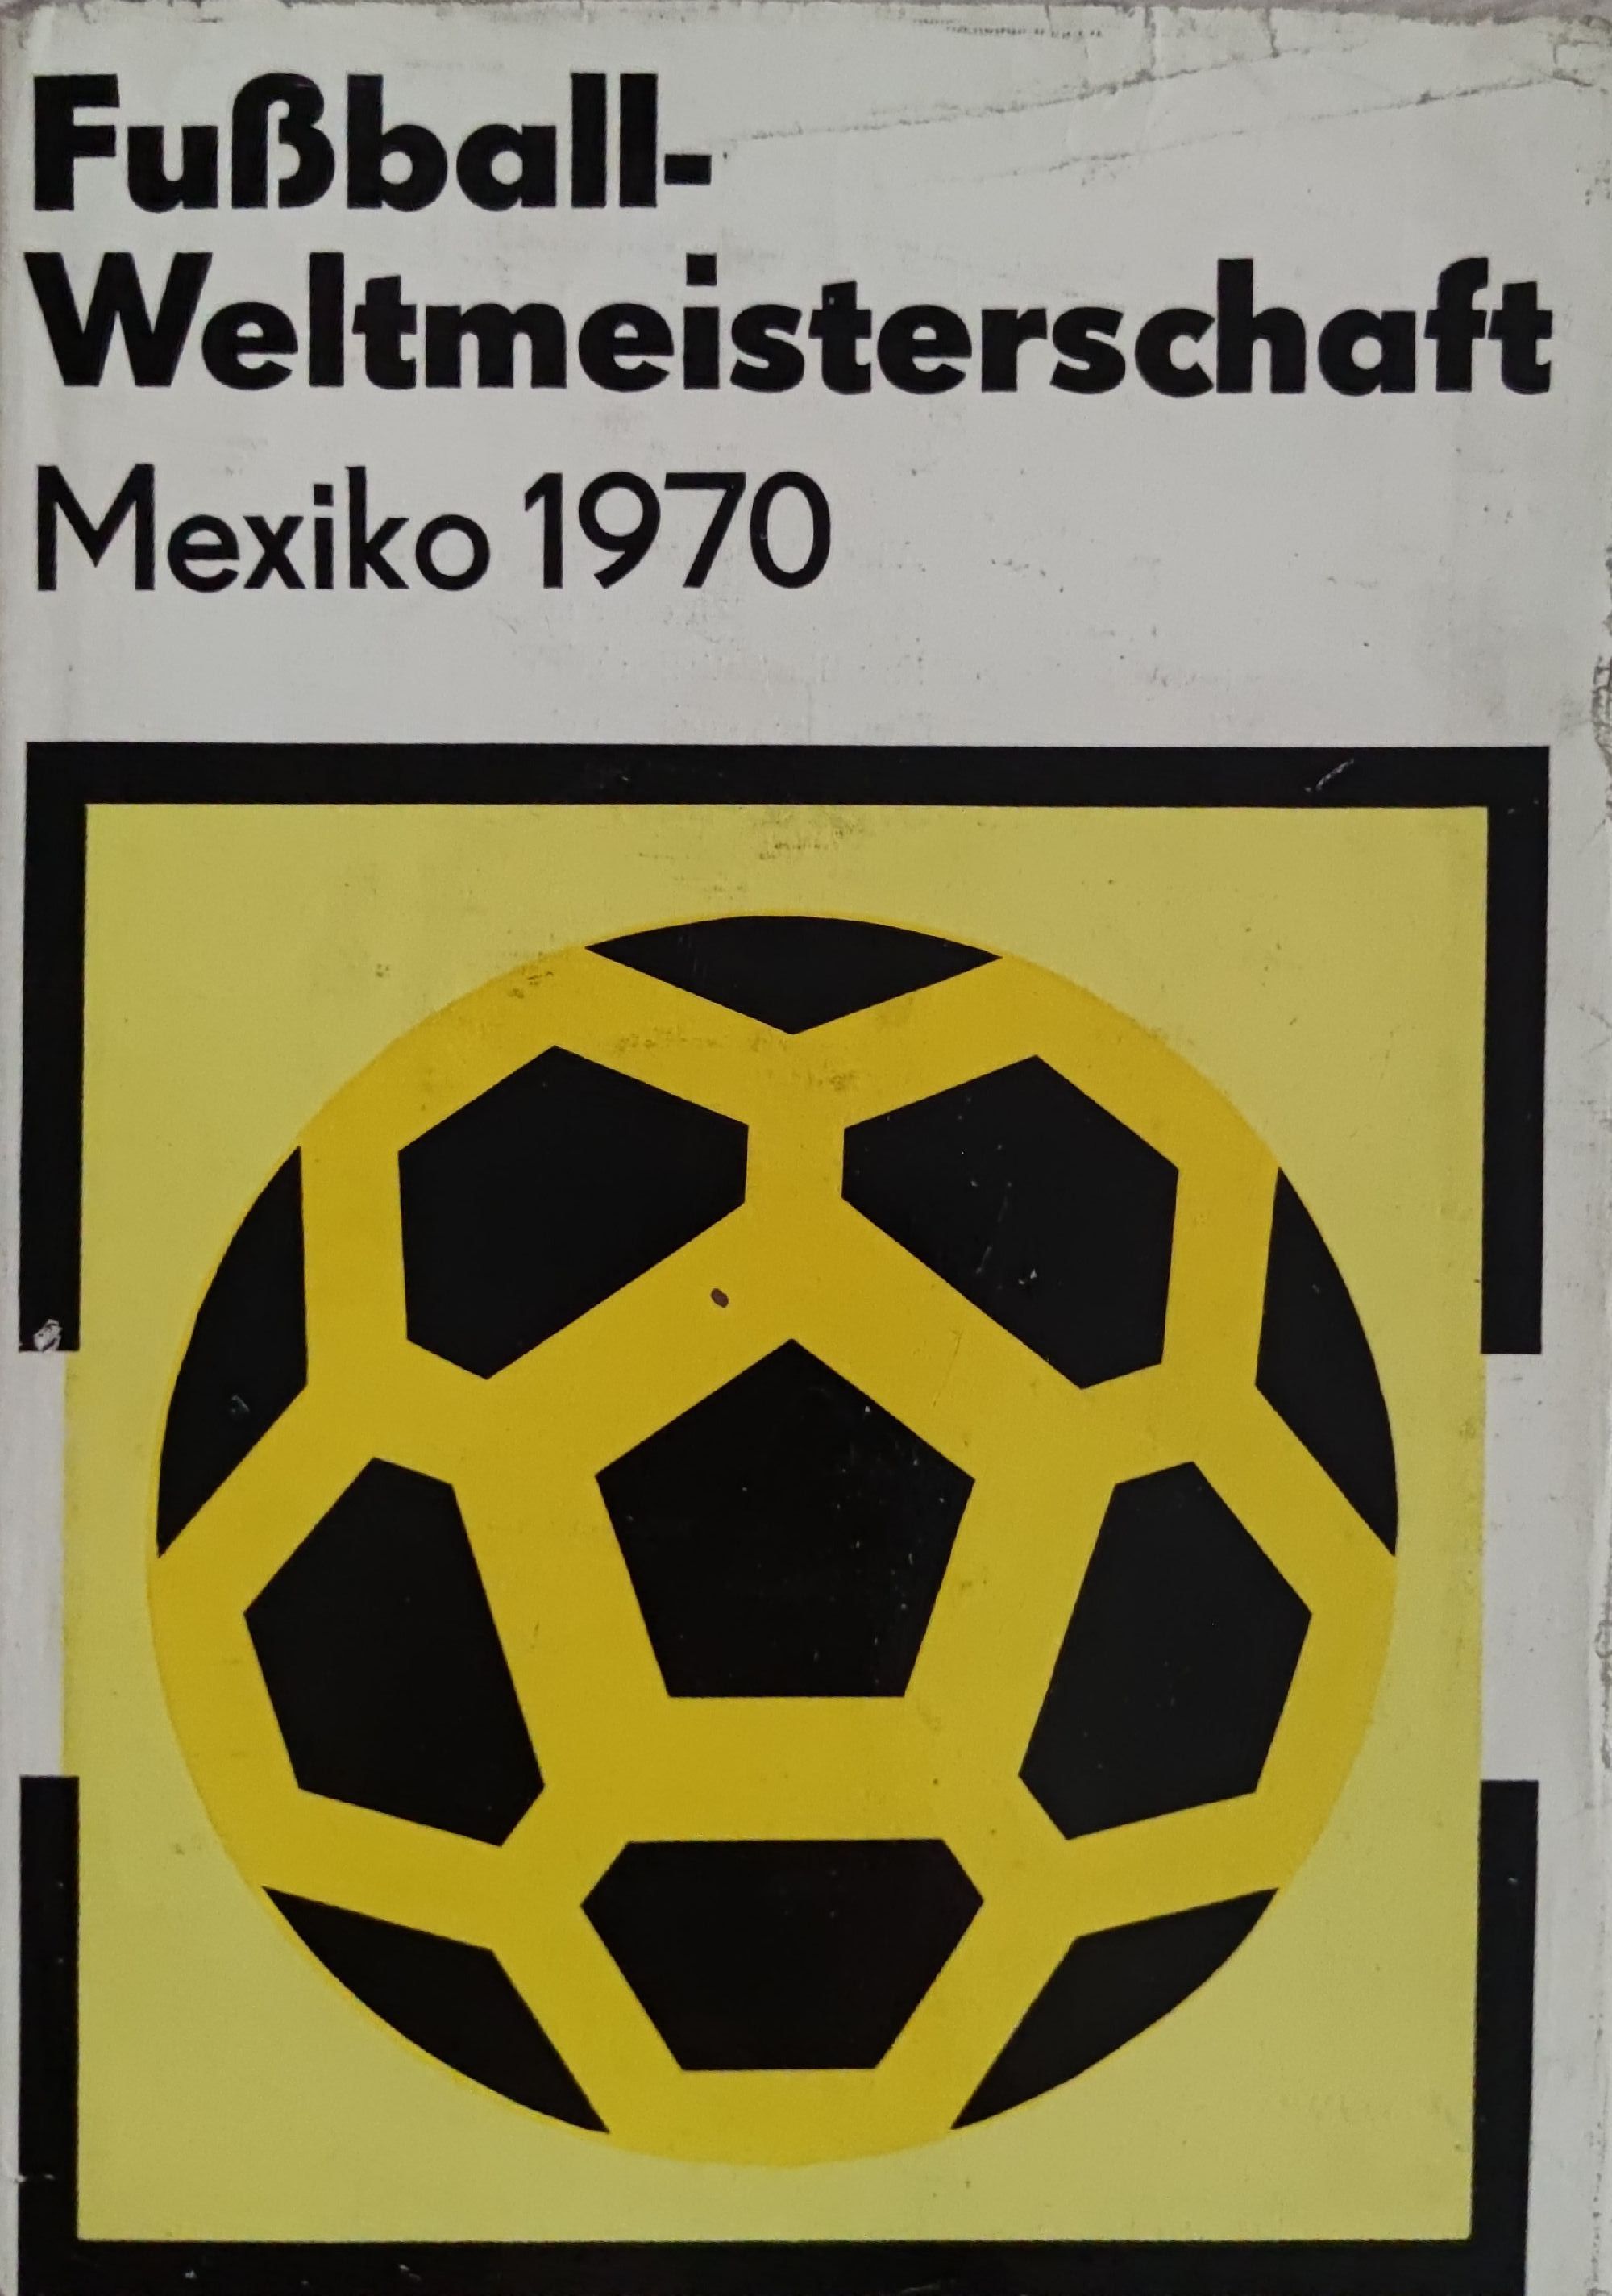 Fußball-
Weltmeisterschaft
Mexiko 1970